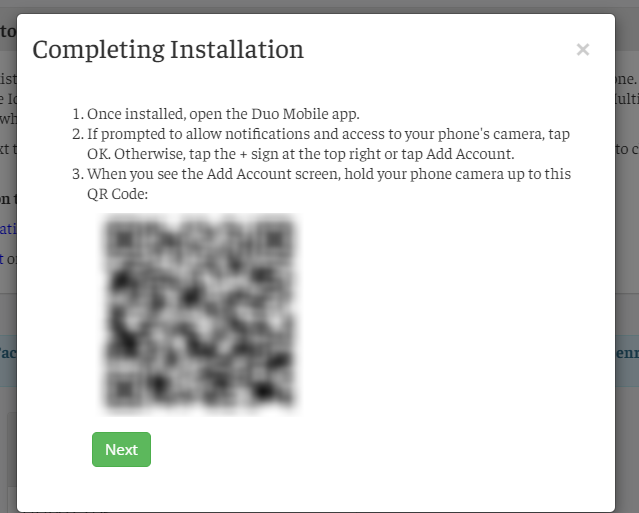 Completing Installation
×
1. Once installed, open the Duo Mobile app.
2. If prompted to allow notifications and access to your phone's camera, tap
OK. Otherwise, tap the + sign at the top right or tap Add Account.
3. When you see the Add Account screen, hold your phone camera up to this
QR Code:
Next